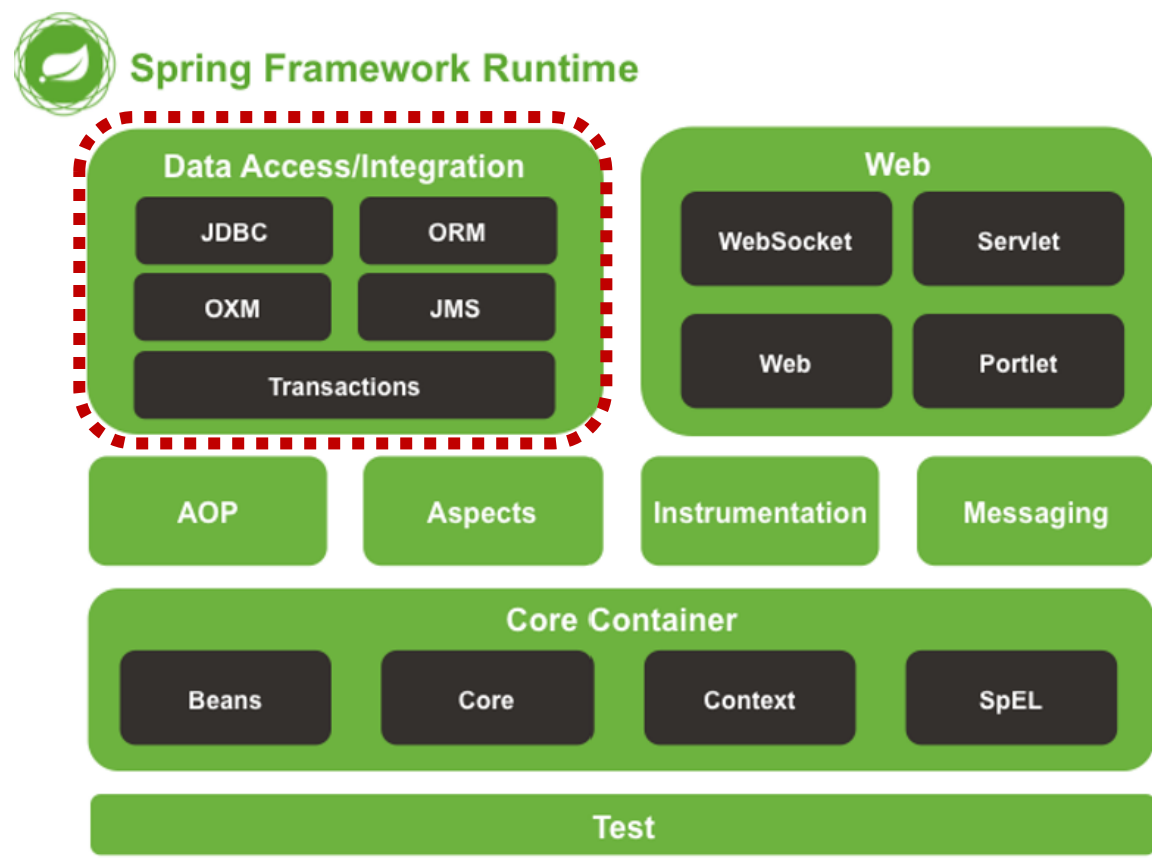 Spring Framework Runtime
Data Access/Integration
JDBC
ORM
OXM
JMS
Transactions
Web
WebSocket
Servlet
Web
Portlet
AOP
Aspects
Instrumentation
Messaging
Core Container
Beans
Core
Context
SpEL
Test